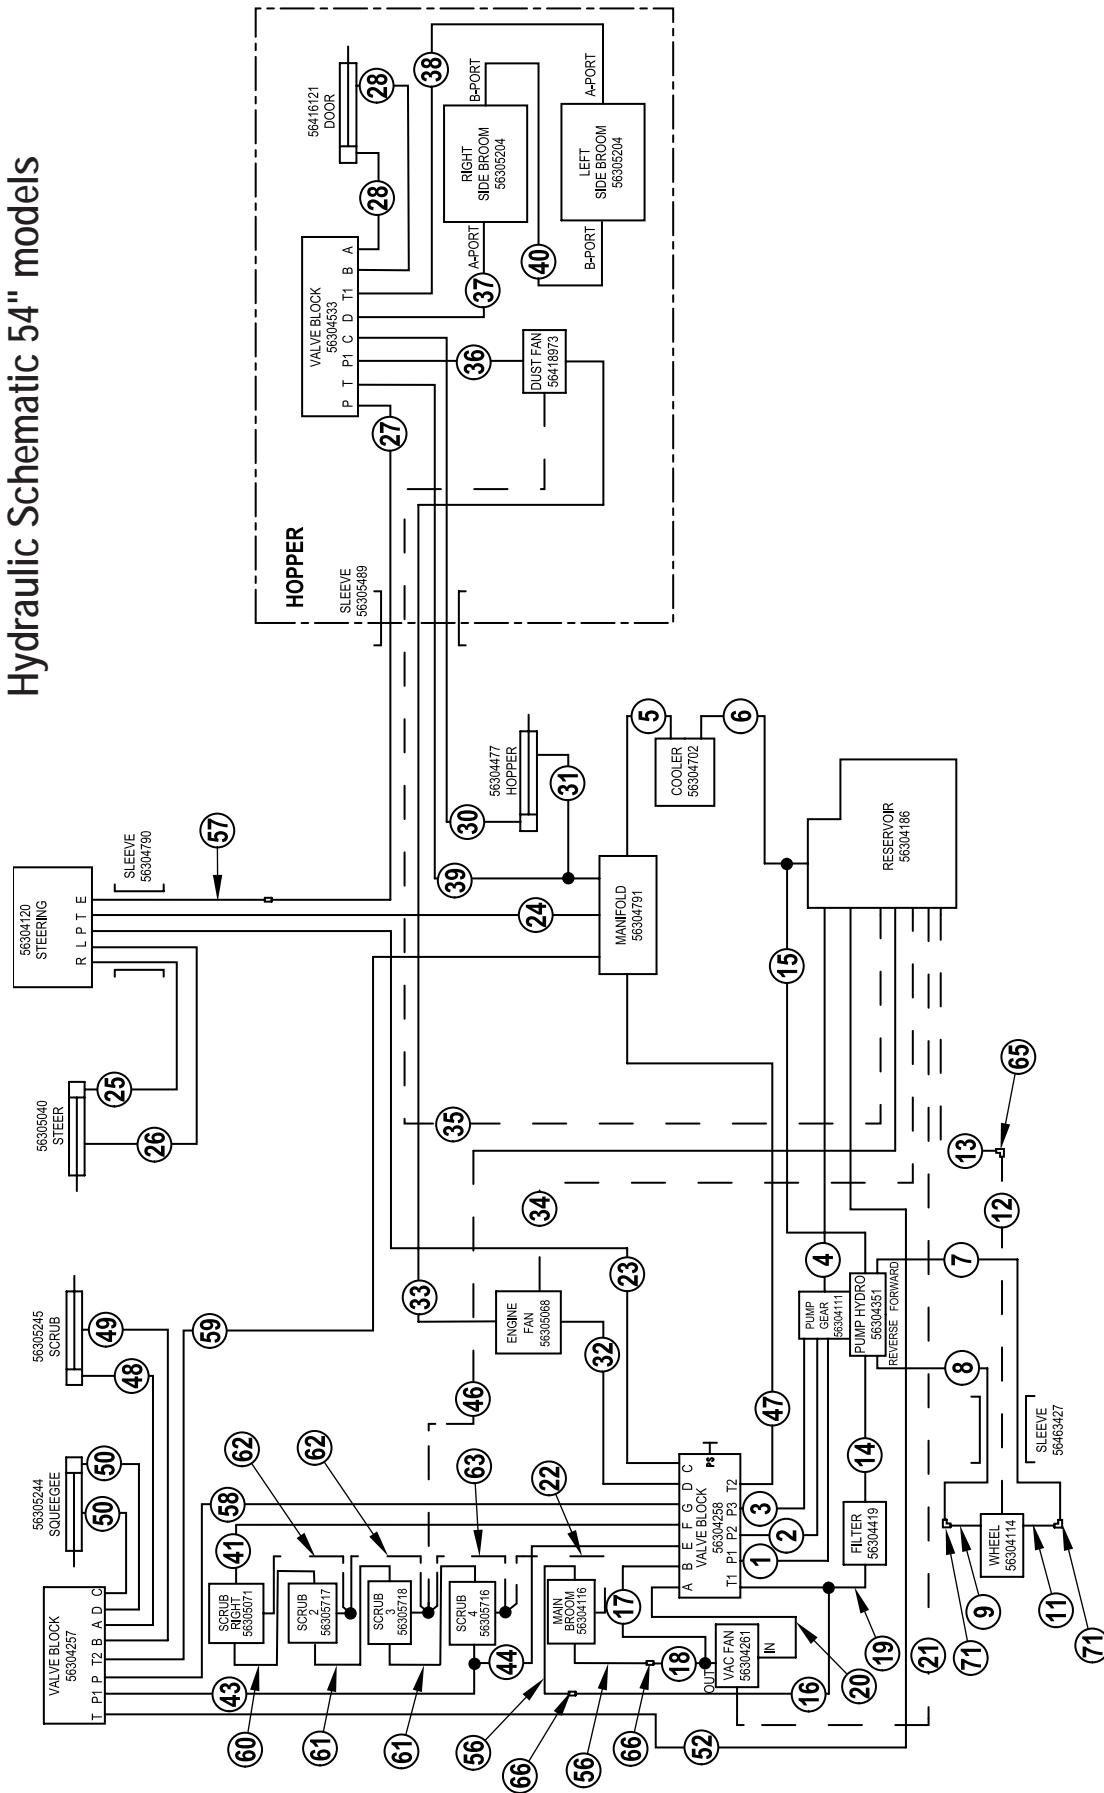 Hydraulic Schematic 54" models
56304120
STEERING
R L P T E
SLEEVE
56304790
57
56305040
STEER
25
26
56305245
SCRUB
49
48
59
56305244
SQUEEGEE
50
50
VALVE BLOCK
56304257
T P1 P T2 B A D C
56416121
DOOR
28
28
38
VALVE BLOCK
56304533
P T P1 C D T1 B A
B-PORT
A-PORT
RIGHT
SIDE BROOM
56305204
LEFT
SIDE BROOM
56305204
A-PORT
B-PORT
37
40
36
27
DUST FAN
56418973
HOPPER
SLEEVE
56305489
56304477
HOPPER
30
31
39
24
MANIFOLD
56304791
5
6
COOLER
56304702
RESERVOIR
56304186
15
35
34
33
23
ENGINE
FAN
56305068
32
46
47
62
62
63
22
58
41
SCRUB
RIGHT
56305071
SCRUB
2
56305717
SCRUB
3
56305718
SCRUB
4
56305716
MAIN
BROOM
56304116
43
44
60
61
61
56
66
56
66
17
18
OUT
VAC FAN
56304261
IN
16
20
19
21
52
VALVE BLOCK
56304258
A B E F G D C
PS
T1 P1 P2 P3 T2
1
2
3
4
PUMP
GEAR
56304111
PUMP HYDRO
56304351
REVERSE FORWARD
14
FILTER
56304419
7
8
SLEEVE
56463427
WHEEL
56304114
9
11
71
71
12
13
65